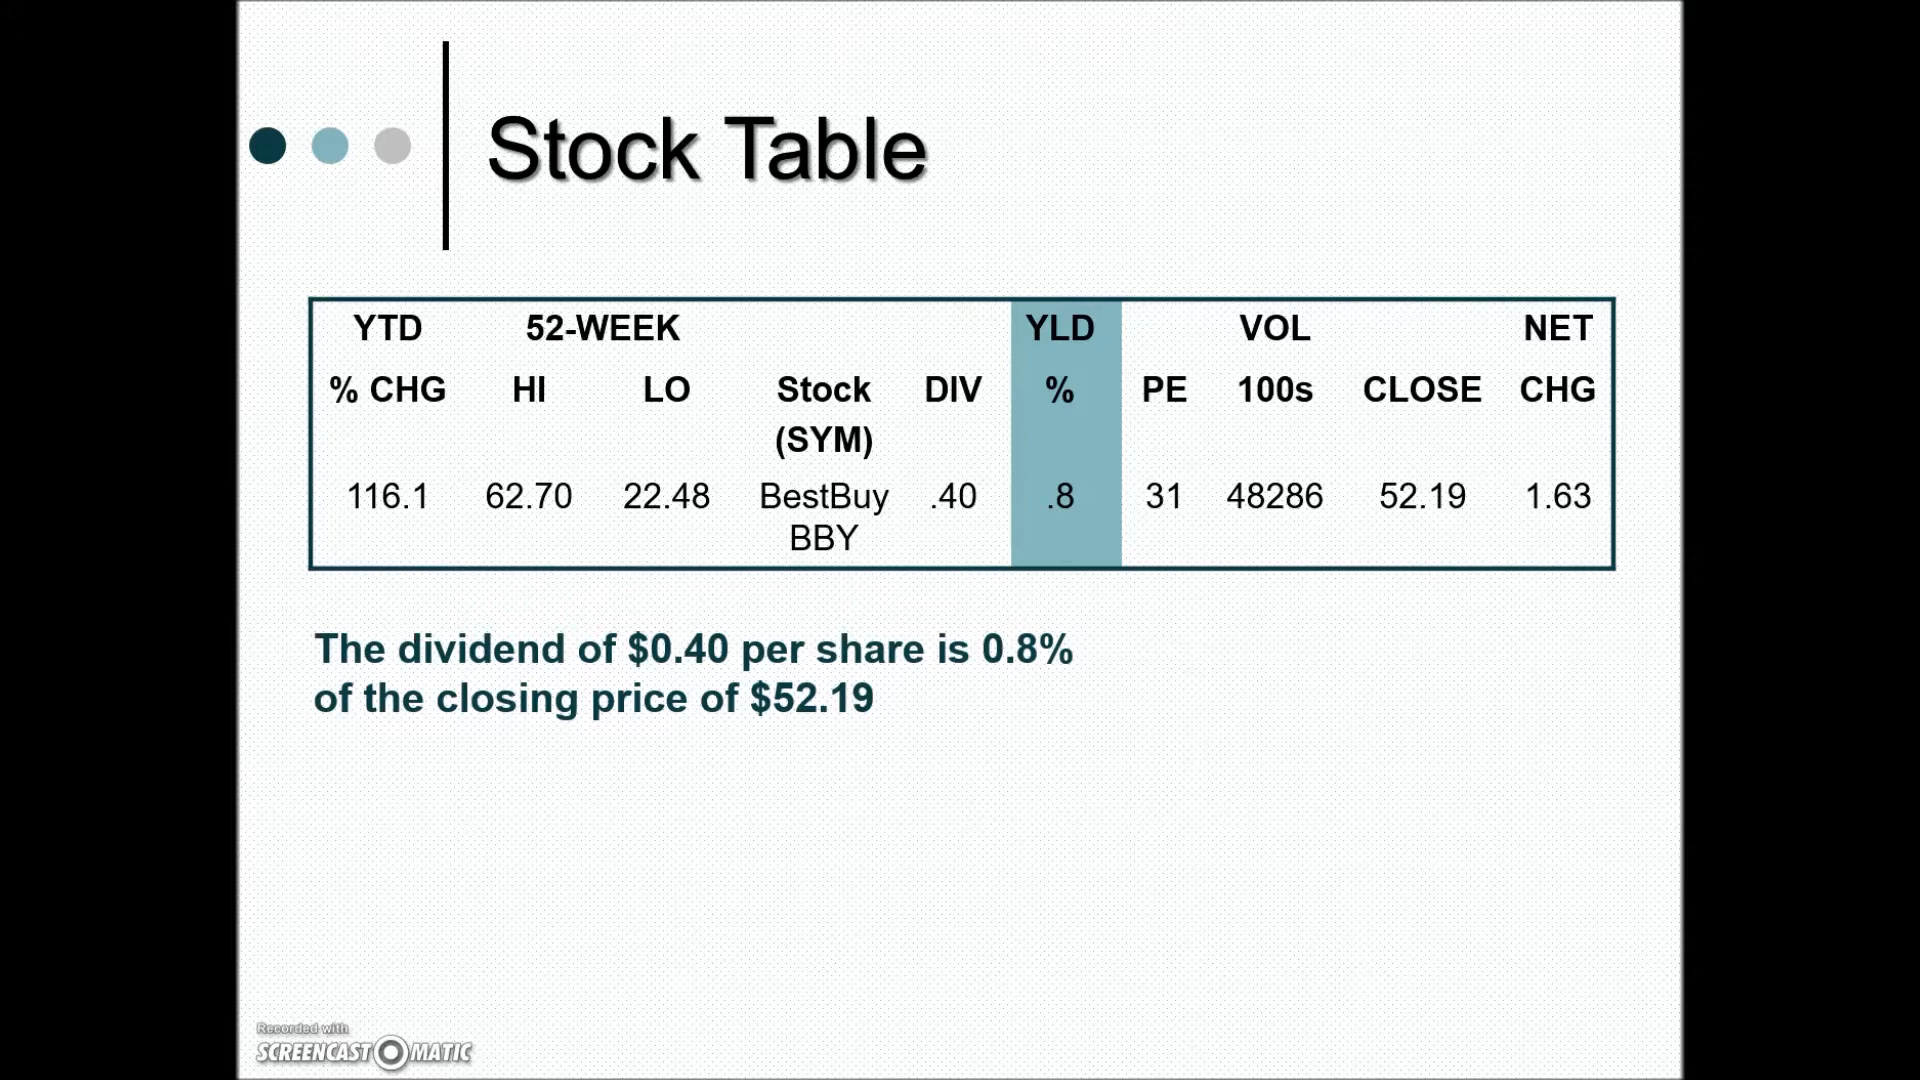 Stock Table
YTD 52-WEEK YLD VOL NET
% CHG HI LO Stock DIV % PE 100s CLOSE CHG
(SYM)
116.1 62.70 22.48 BestBuy .40 .8 31 48286 52.19 1.63
BBY
The dividend of $0.40 per share is 0.8%
of the closing price of $52.19
Recorded with
SCREENCAST MATIC